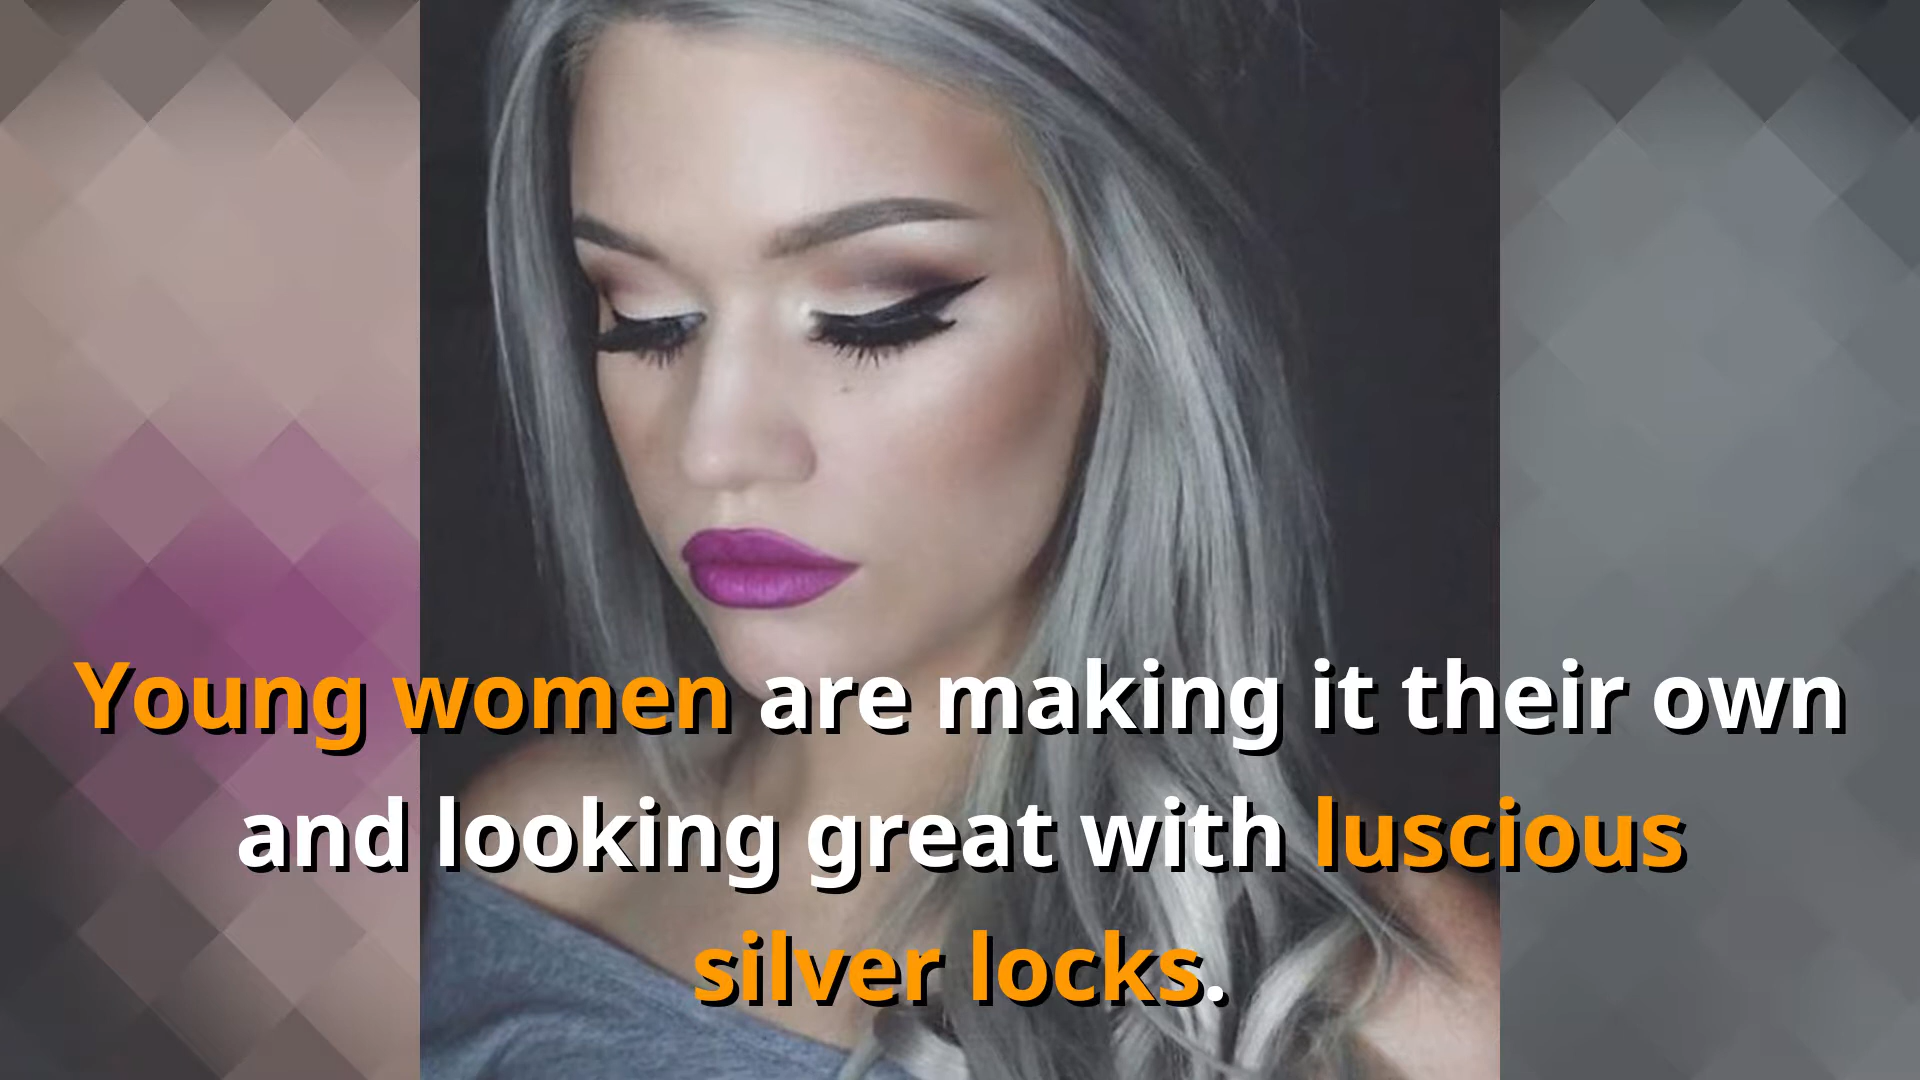 Young women are making it their own
and looking great with luscious
silver locks.